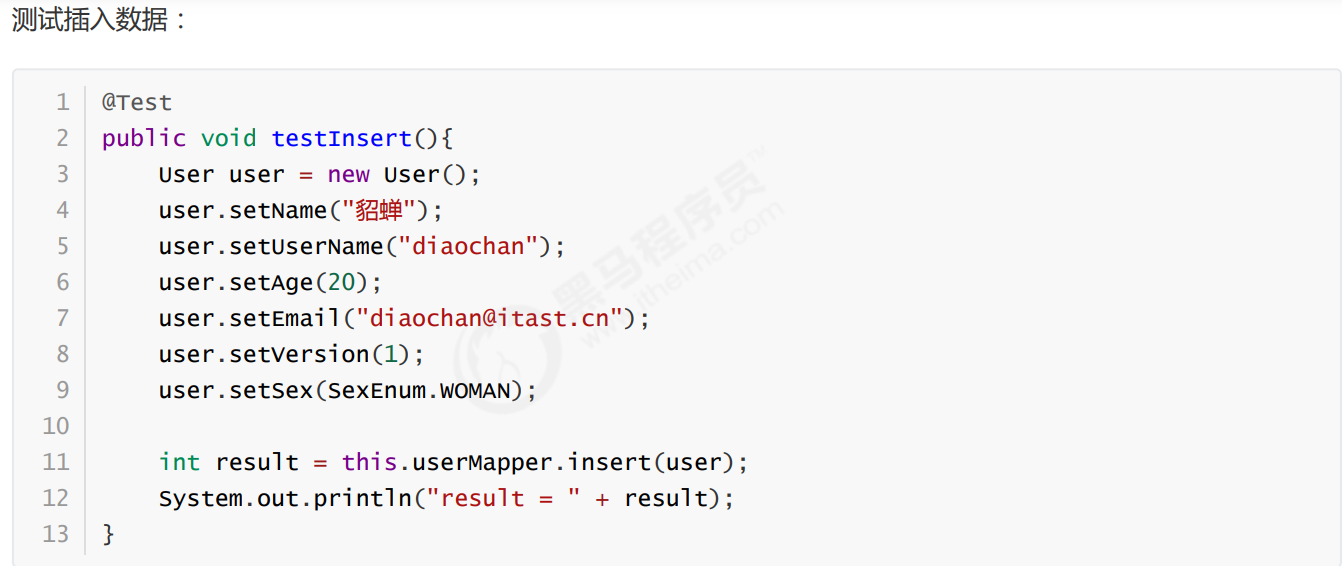 测试插入数据：
1 @Test
2 public void testInsert(){
3     User user = new User();
4     user.setName("貂蝉");
5     user.setUserName("diaochan");
6     user.setAge(20);
7     user.setEmail("diaochan@itast.cn");
8     user.setVersion(1);
9     user.setSex(SexEnum.WOMAN);
10
11     int result = this.userMapper.insert(user);
12     System.out.println("result = " + result);
13 }
黑马程序员™
www.itheima.com